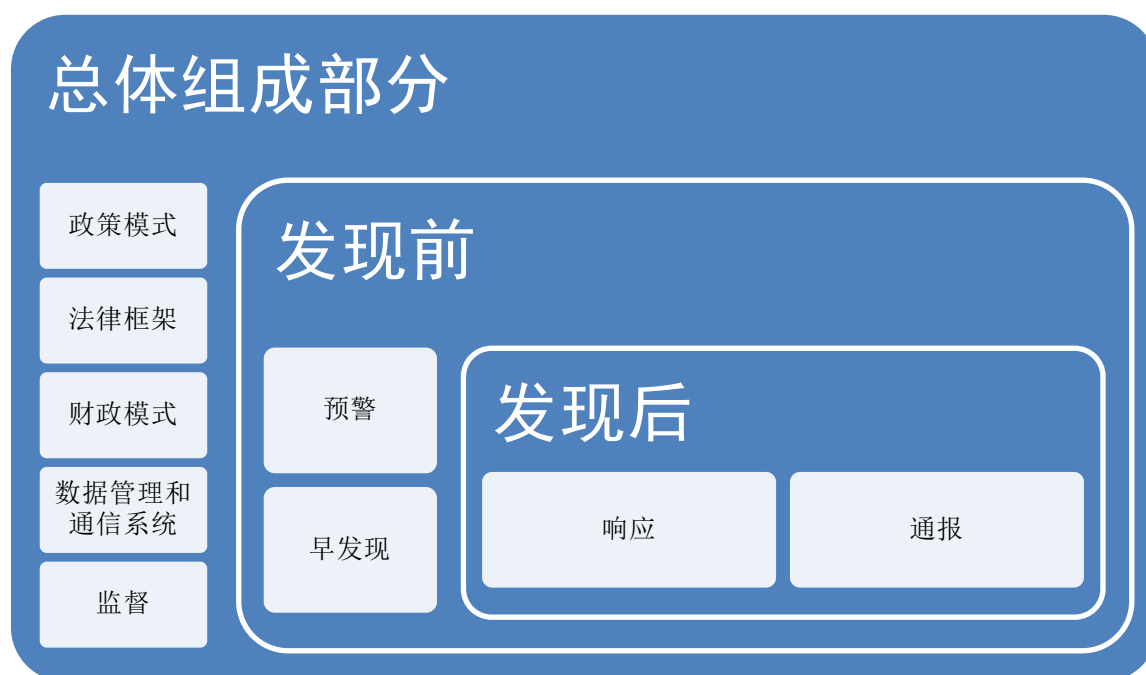 总体组成部分
政策模式
法律框架
财政模式
数据管理和
通信系统
监督
发现前
预警
早发现
发现后
响应
通报